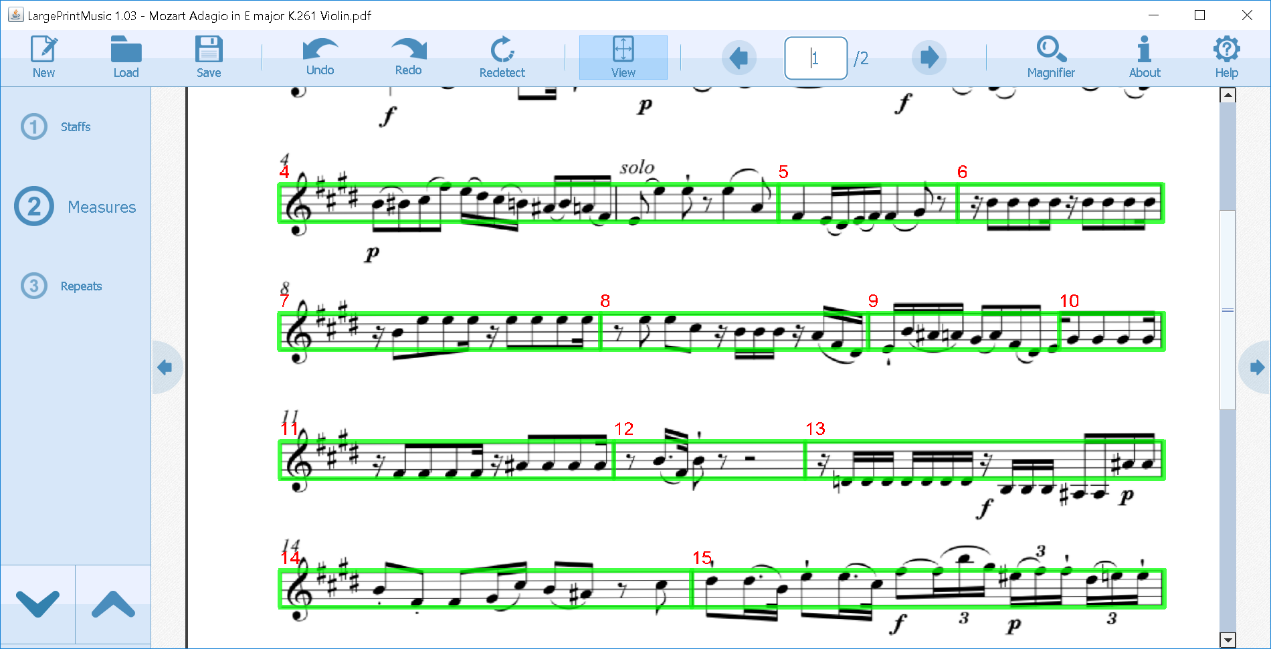 LargePrintMusic 1.03 - Mozart Adagio in E major K.261 Violin.pdf
New Load Save Undo Redo Redetect View 1 /2 Magnifier About Help
1 Staffs
2 Measures
3 Repeats
f p f
4 solo
4 5 6
p
8
7 8 9 10
11
11 12 13
f p
14
14 15
3
f 3 p 3